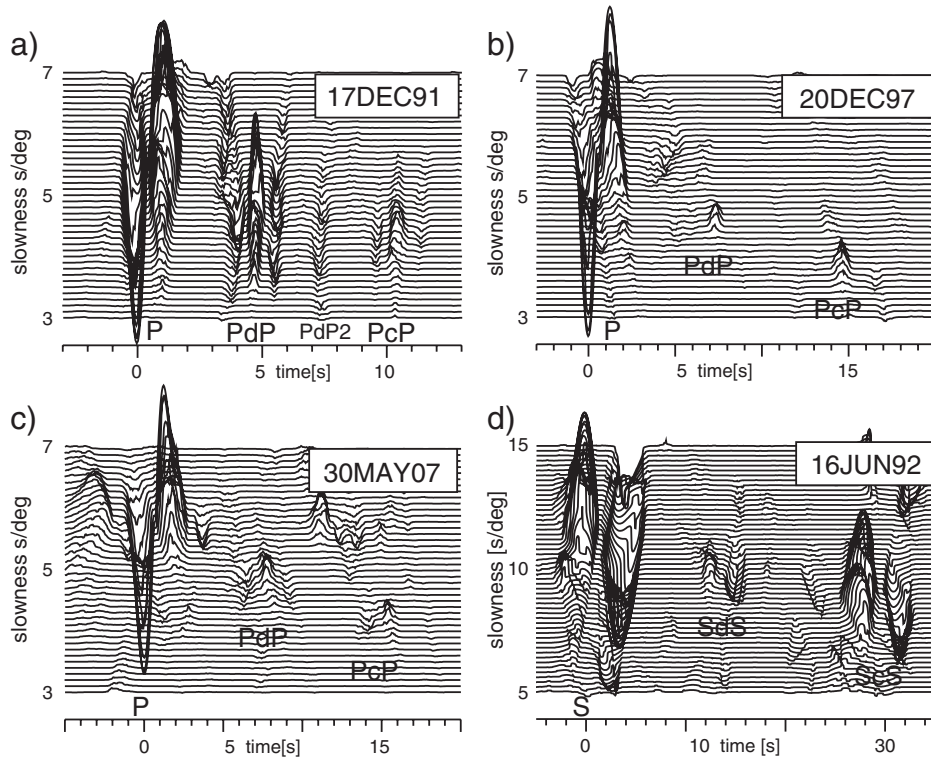 a)
17DEC91
slowness s/deg
7
5
3
P PdP PdP2 PcP
0 5 time[s] 10
b)
20DEC97
slowness s/deg
7
5
3
PdP
P PcP
0 5 time[s] 15
c)
30MAY07
slowness s/deg
7
5
3
PdP
PcP
P
0 5 time[s] 15
d)
16JUN92
slowness [s/deg]
15
10
5
SdS
ScS
S
0 10 time [s] 30